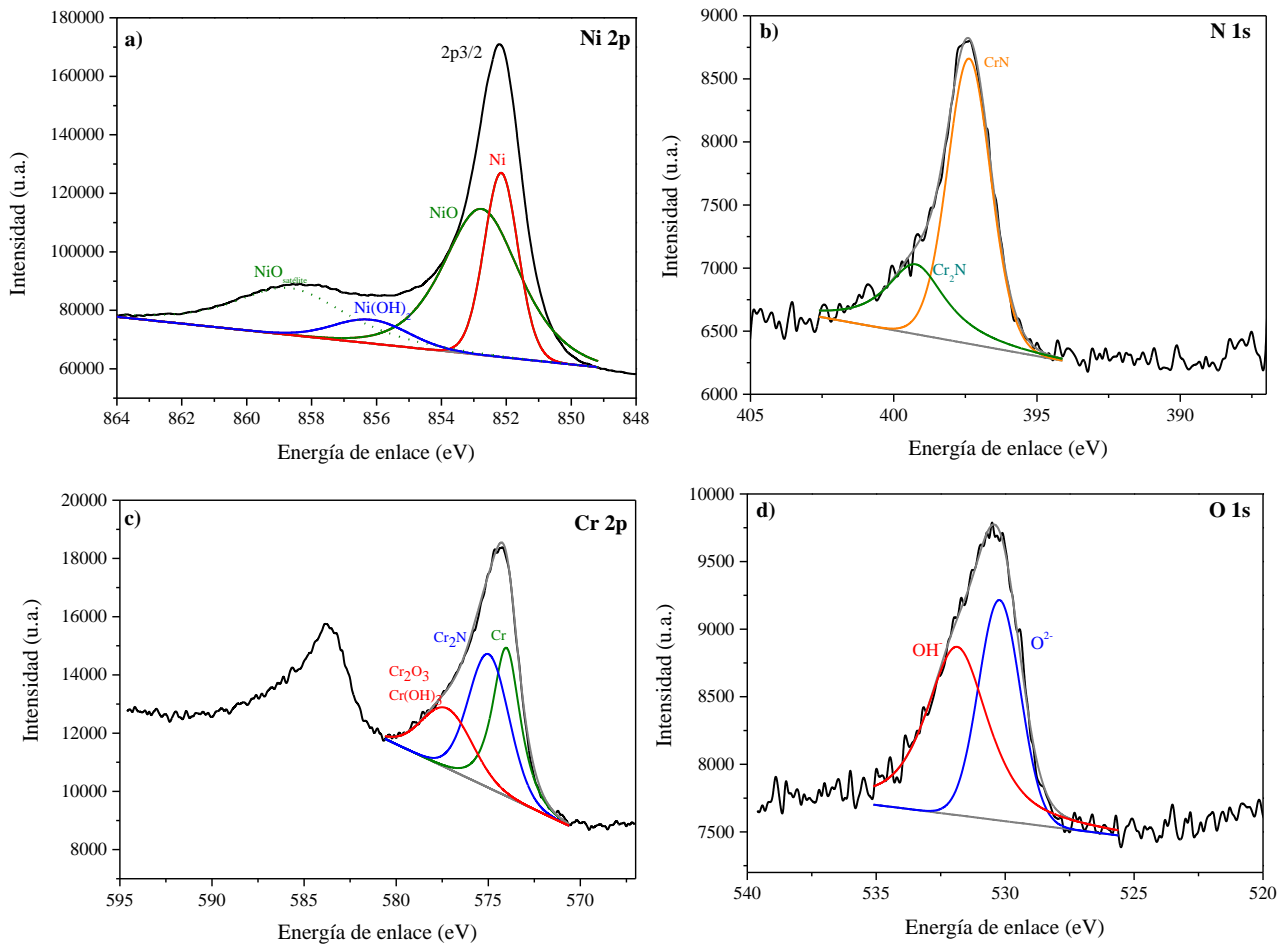 a)
Ni 2p
2p3/2
Ni
NiO
NiO satélite
Ni(OH)2
180000
160000
140000
120000
100000
80000
60000
864 862 860 858 856 854 852 850 848
Intensidad (u.a.)
Energía de enlace (eV)
b)
N 1s
CrN
Cr2N
9000
8500
8000
7500
7000
6500
6000
405 400 395 390
Intensidad (u.a.)
Energía de enlace (eV)
c)
Cr 2p
Cr2N
Cr
Cr2O3
Cr(OH)3
20000
18000
16000
14000
12000
10000
8000
595 590 585 580 575 570
Intensidad (u.a.)
Energía de enlace (eV)
d)
O 1s
OH-
O2-
10000
9500
9000
8500
8000
7500
540 535 530 525 520
Intensidad (u.a.)
Energía de enlace (eV)